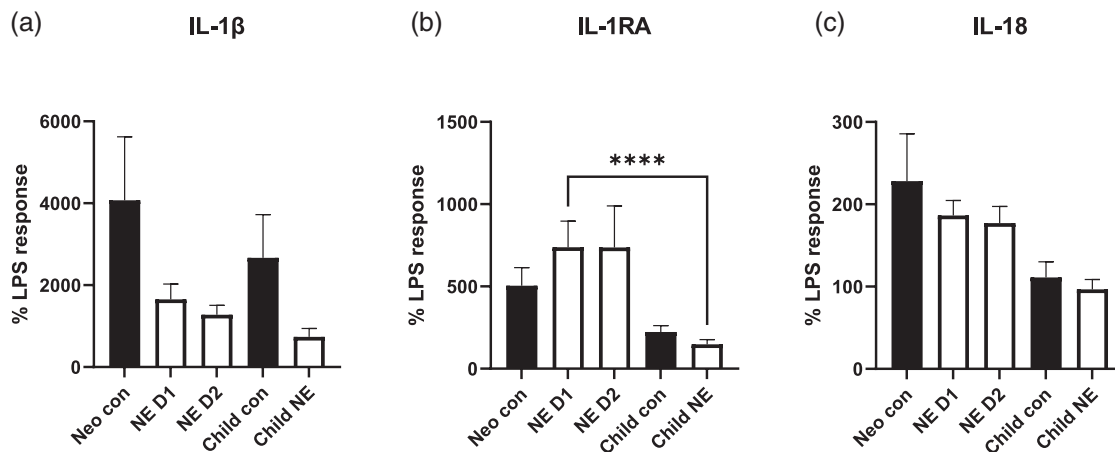 (a) IL-1β
% LPS response
6000
4000
2000
0
Neo con
NE D1
NE D2
Child con
Child NE
(b) IL-1RA
% LPS response
1500
1000
500
0
****
Neo con
NE D1
NE D2
Child con
Child NE
(c) IL-18
% LPS response
300
200
100
0
Neo con
NE D1
NE D2
Child con
Child NE